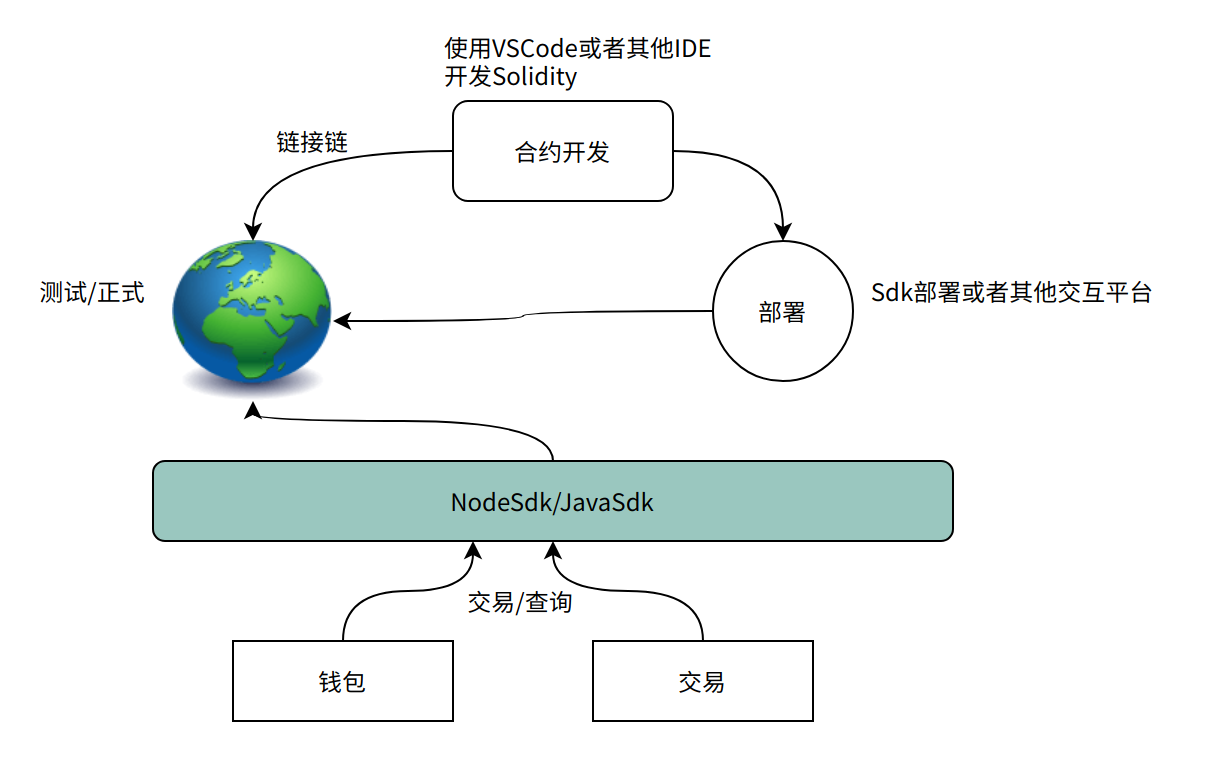 使用VSCode或者其他IDE
开发Solidity
链接链
合约开发
测试/正式
部署
Sdk部署或者其他交互平台
NodeSdk/JavaSdk
交易/查询
钱包
交易